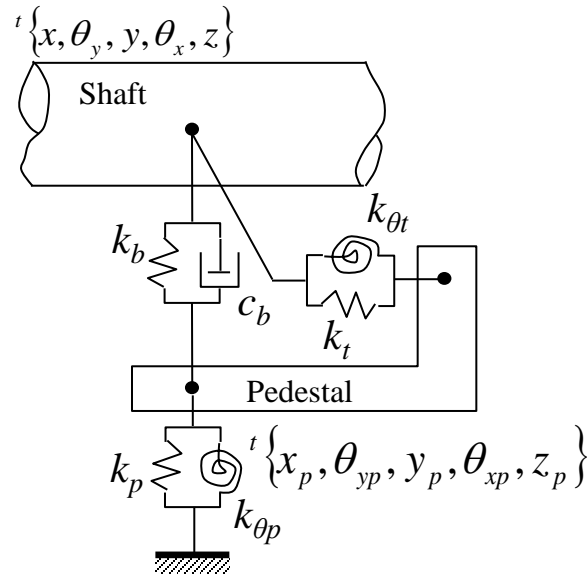 ᵗ{x, θ_y, y, θ_x, z}
Shaft
k_θt
k_b
c_b
k_t
Pedestal
ᵗ{x_p, θ_yp, y_p, θ_xp, z_p}
k_p
k_θp